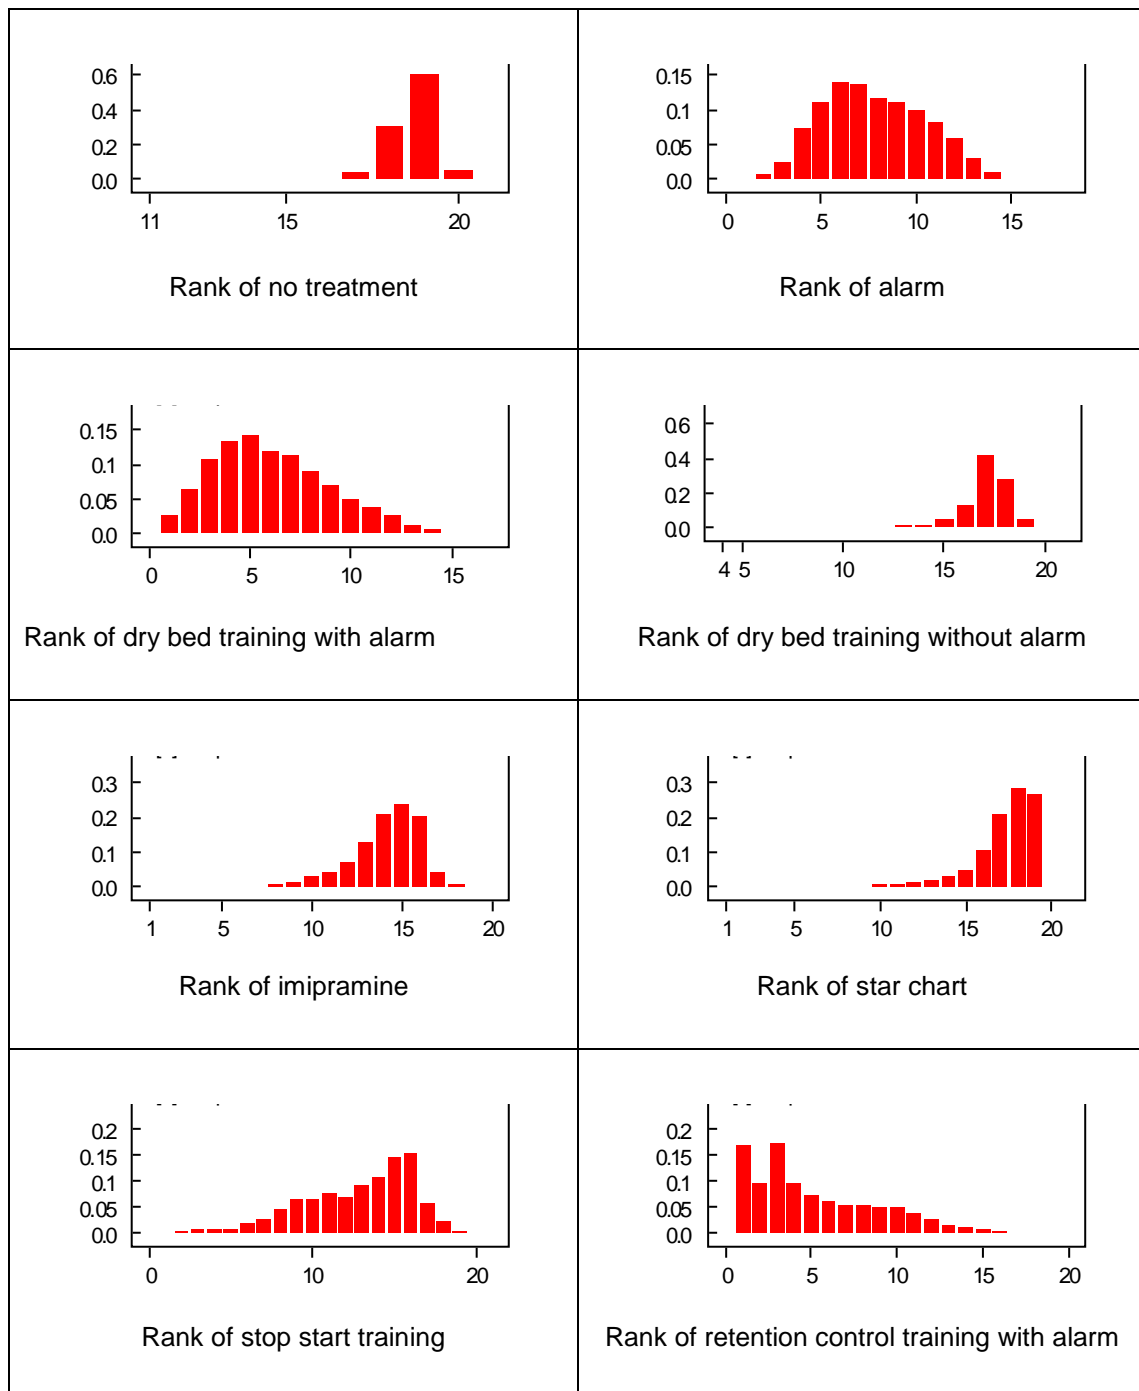 0.6
0.4
0.2
0.0
11 15 20
Rank of no treatment
0.15
0.1
0.05
0.0
0 5 10 15
Rank of alarm
0.15
0.1
0.05
0.0
0 5 10 15
Rank of dry bed training with alarm
0.6
0.4
0.2
0.0
4 5 10 15 20
Rank of dry bed training without alarm
0.3
0.2
0.1
0.0
1 5 10 15 20
Rank of imipramine
0.3
0.2
0.1
0.0
1 5 10 15 20
Rank of star chart
0.2
0.15
0.1
0.05
0.0
0 10 20
Rank of stop start training
0.2
0.15
0.1
0.05
0.0
0 5 10 15 20
Rank of retention control training with alarm